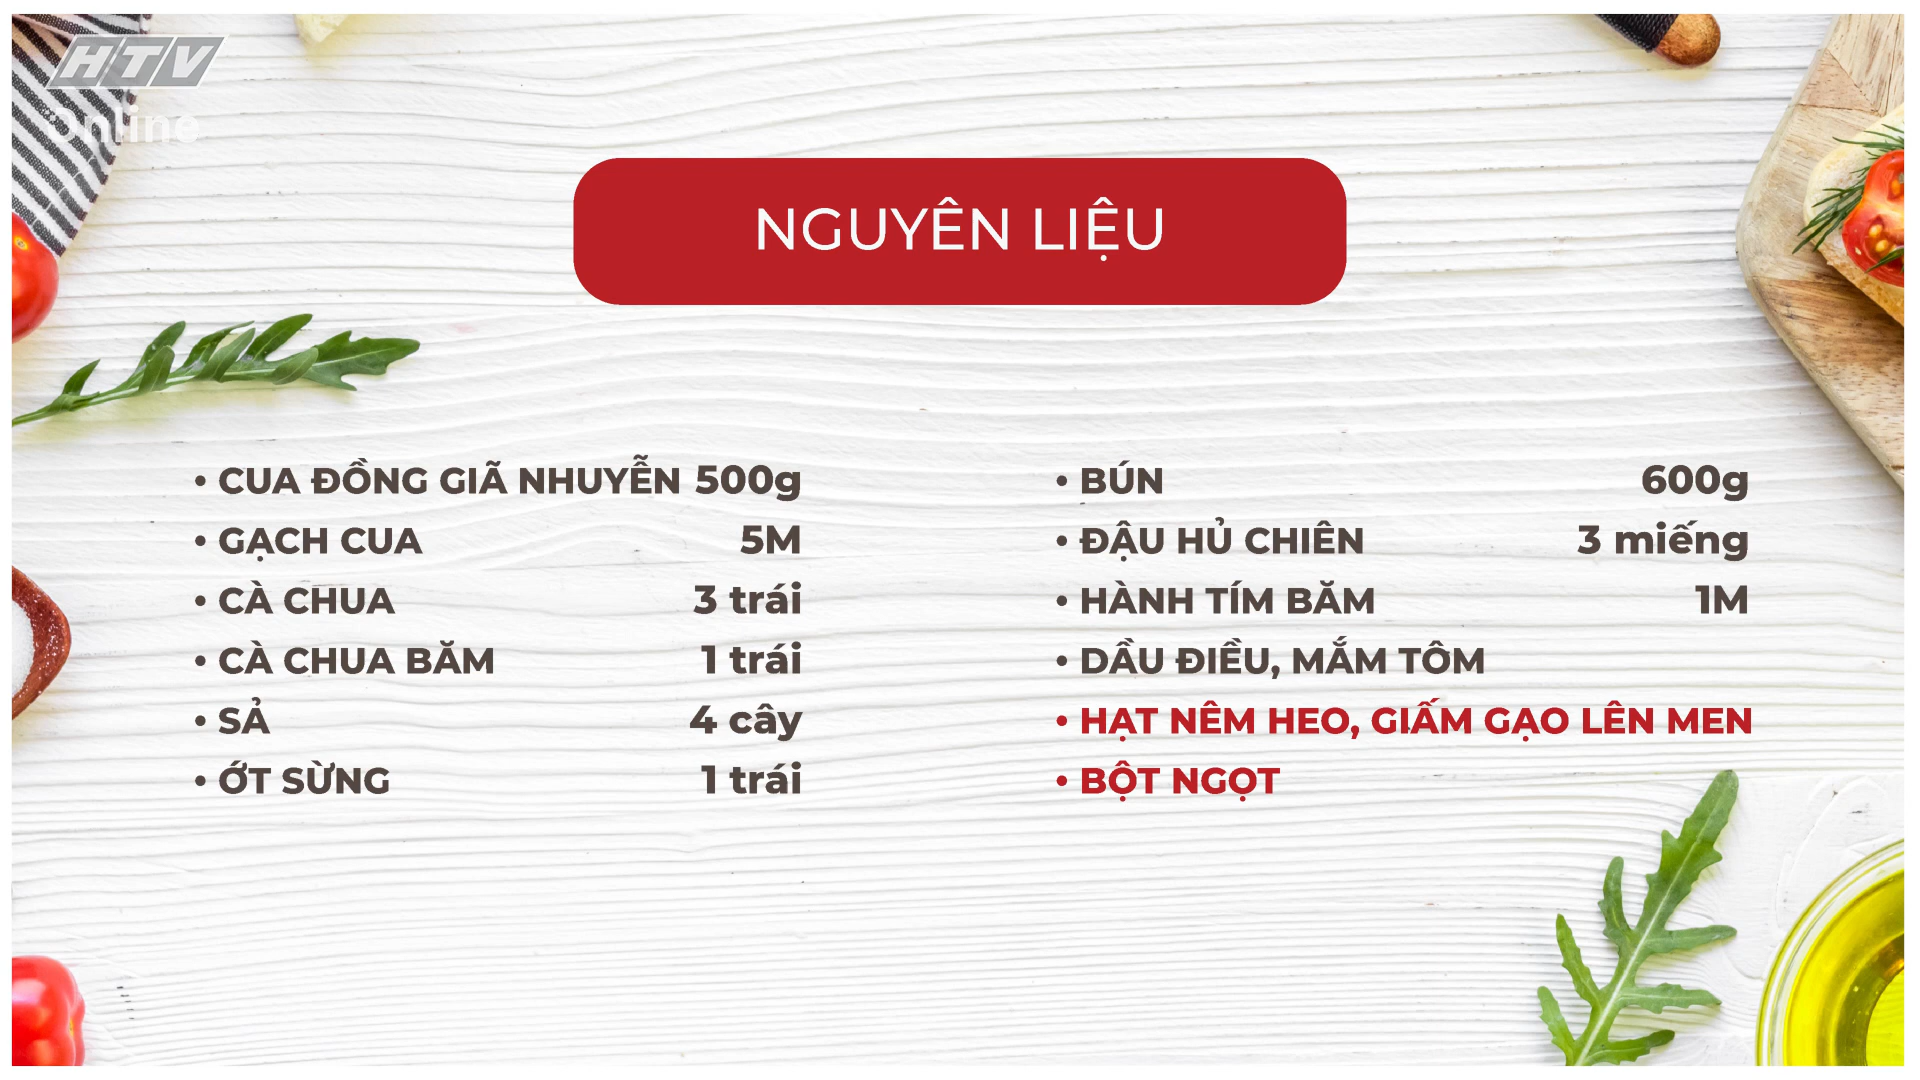 HTV
Online
NGUYÊN LIỆU
• CUA ĐỒNG GIÃ NHUYỄN 500g
• GẠCH CUA 5M
• CÀ CHUA 3 trái
• CÀ CHUA BĂM 1 trái
• SẢ 4 cây
• ỚT SỪNG 1 trái
• BÚN 600g
• ĐẬU HỦ CHIÊN 3 miếng
• HÀNH TÍM BĂM 1M
• DẦU ĐIỀU, MẮM TÔM
• HẠT NÊM HEO, GIẤM GẠO LÊN MEN
• BỘT NGỌT